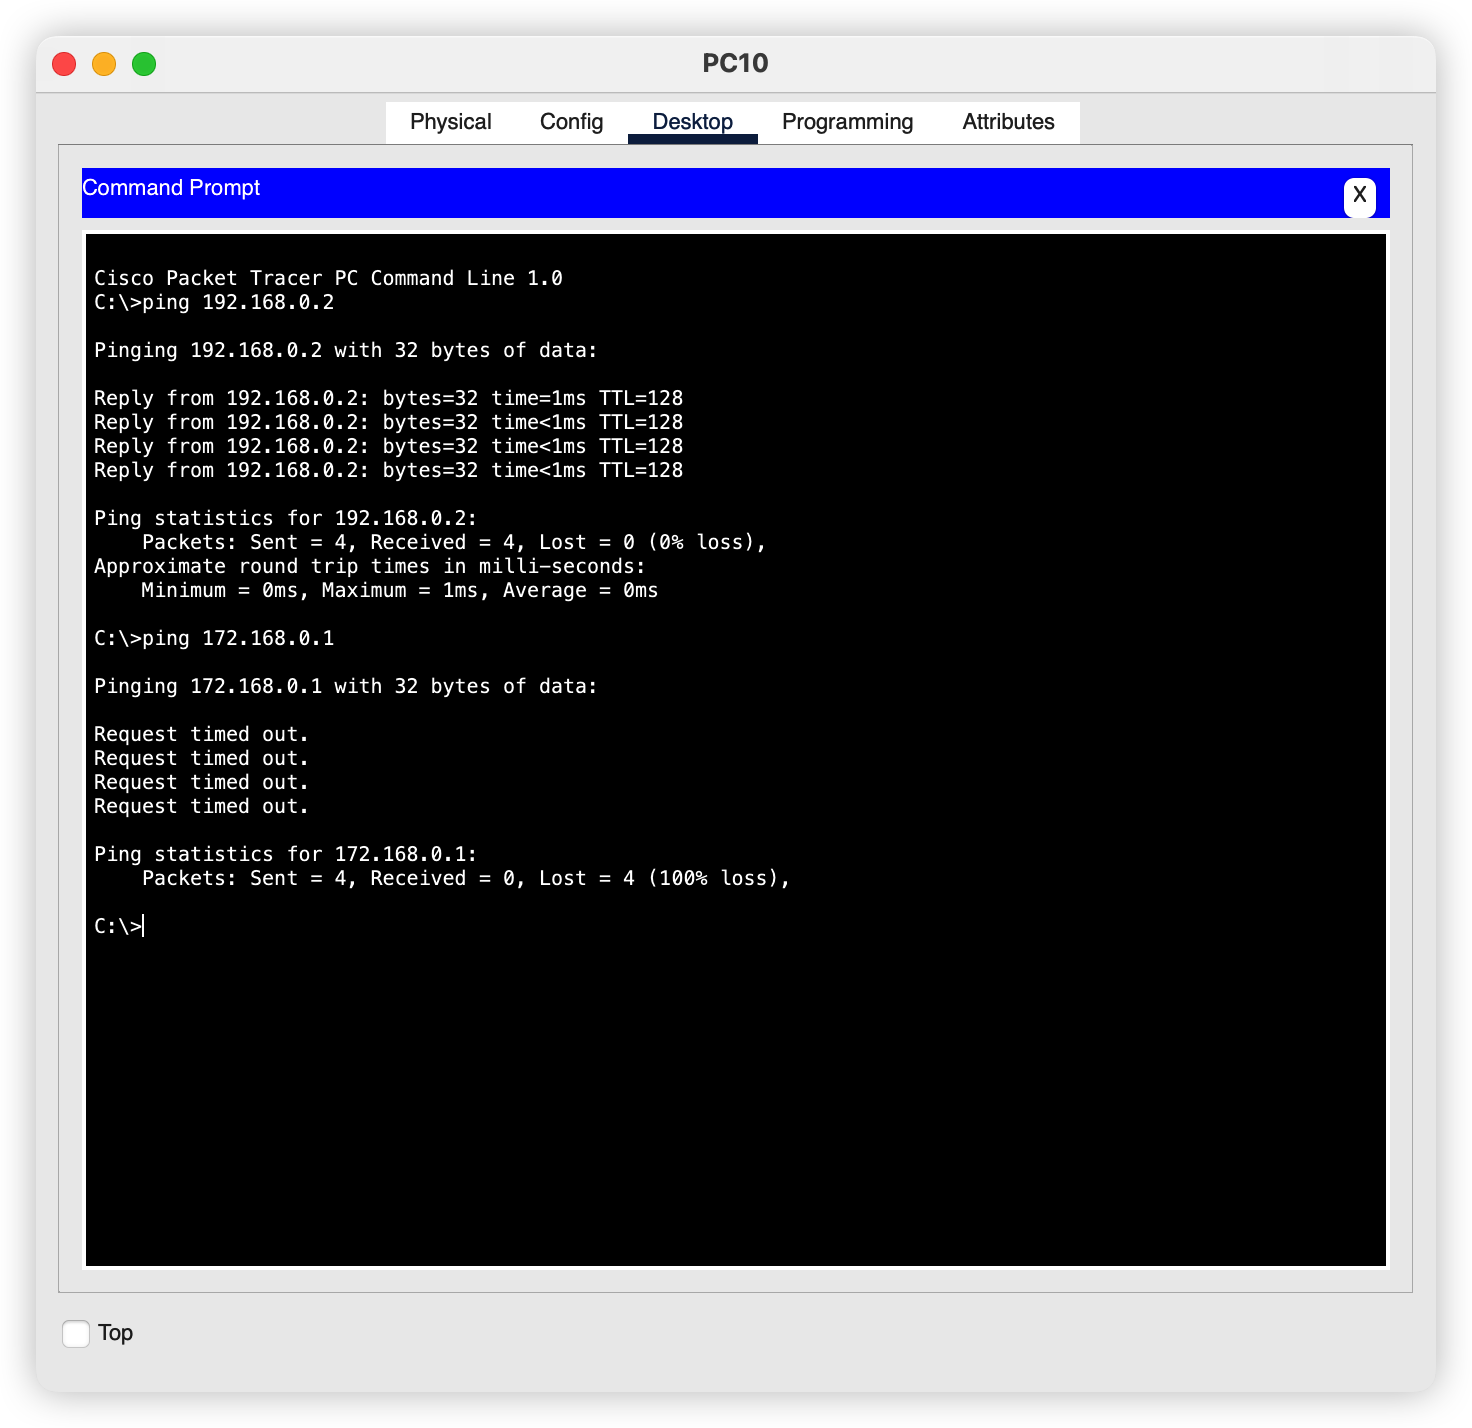 PC10
Physical Config Desktop Programming Attributes
Command Prompt
X
Cisco Packet Tracer PC Command Line 1.0
C:\>ping 192.168.0.2
Pinging 192.168.0.2 with 32 bytes of data:
Reply from 192.168.0.2: bytes=32 time=1ms TTL=128
Reply from 192.168.0.2: bytes=32 time<1ms TTL=128
Reply from 192.168.0.2: bytes=32 time<1ms TTL=128
Reply from 192.168.0.2: bytes=32 time<1ms TTL=128
Ping statistics for 192.168.0.2:
    Packets: Sent = 4, Received = 4, Lost = 0 (0% loss),
Approximate round trip times in milli-seconds:
    Minimum = 0ms, Maximum = 1ms, Average = 0ms
C:\>ping 172.168.0.1
Pinging 172.168.0.1 with 32 bytes of data:
Request timed out.
Request timed out.
Request timed out.
Request timed out.
Ping statistics for 172.168.0.1:
    Packets: Sent = 4, Received = 0, Lost = 4 (100% loss),
C:\>
Top